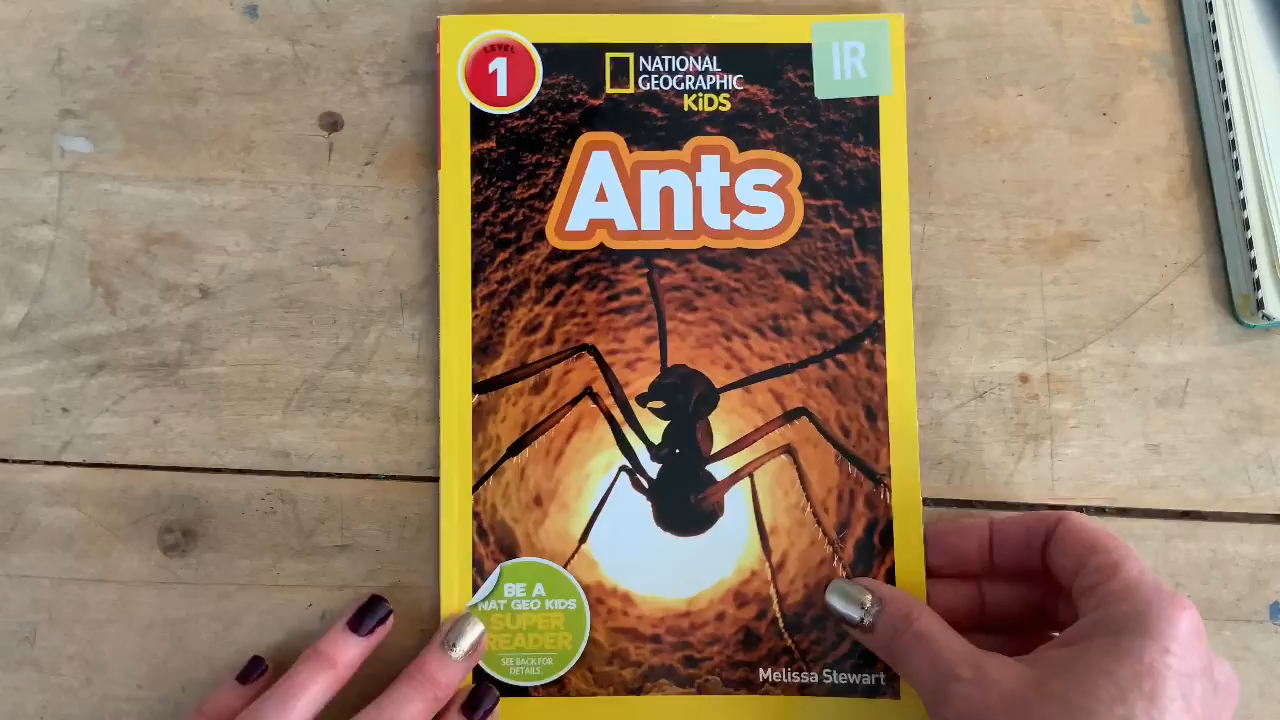 LEVEL
1
NATIONAL
GEOGRAPHIC
KiDS
IR
Ants
BE A
NAT GEO KIDS
SUPER
READER
SEE BACK FOR
DETAILS.
Melissa Stewart